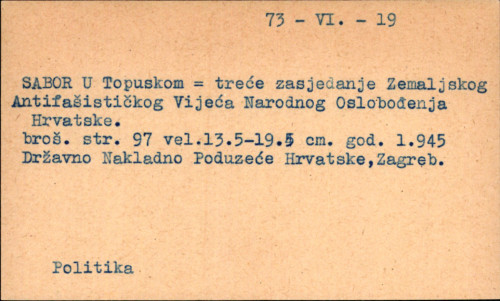 73 - VI. - 19
SABOR U Topuskom = treće zasjedanje Zemaljskog
Antifašističkog Vijeća Narodnog Oslobođenja
Hrvatske.
broš. str. 97 vel.13.5-19.5 cm. god. 1.945
Državno Nakladno Poduzeće Hrvatske,Zagreb.
Politika